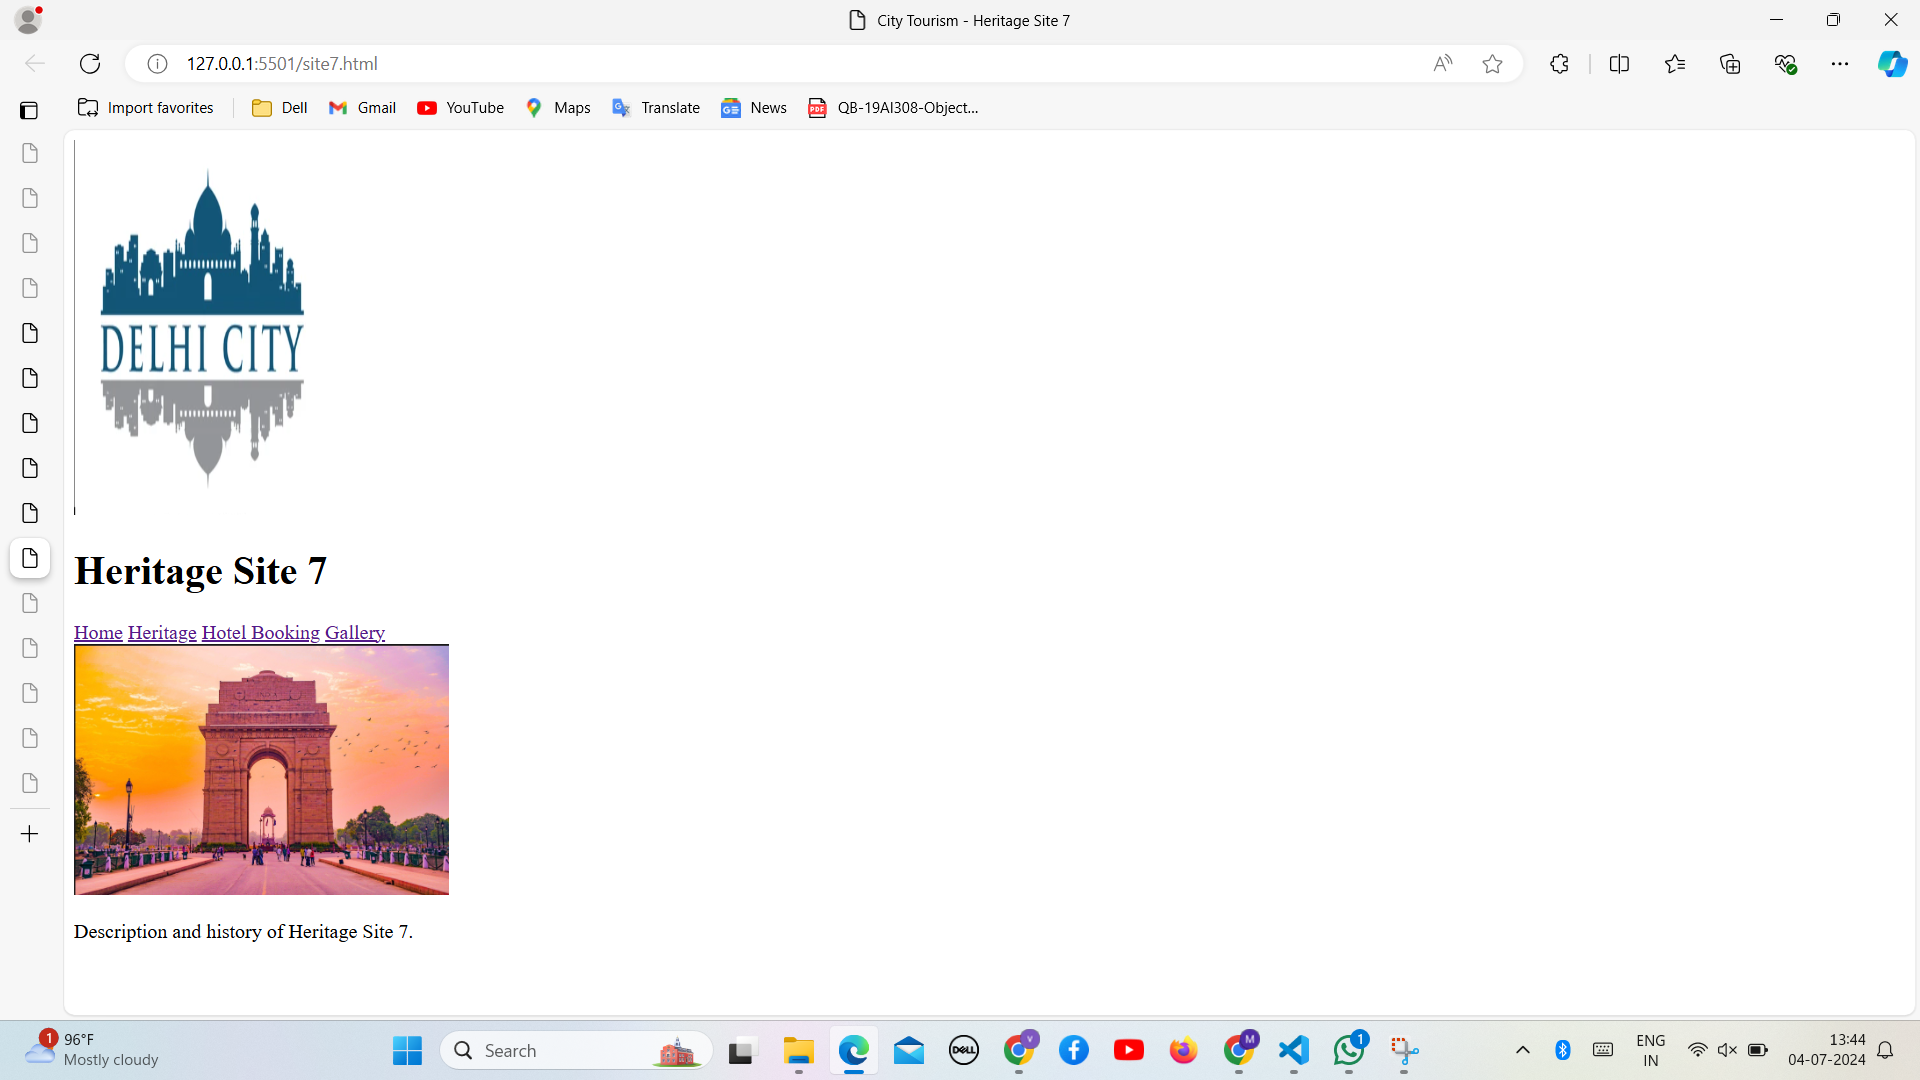 City Tourism - Heritage Site 7
127.0.0.1:5501/site7.html
Import favorites Dell Gmail YouTube Maps Translate News QB-19AI308-Object...
DELHI CITY
Heritage Site 7
Home Heritage Hotel Booking Gallery
Description and history of Heritage Site 7.
1 96°F
Mostly cloudy
Search
DELL
V
M
1
ENG
IN
13:44
04-07-2024